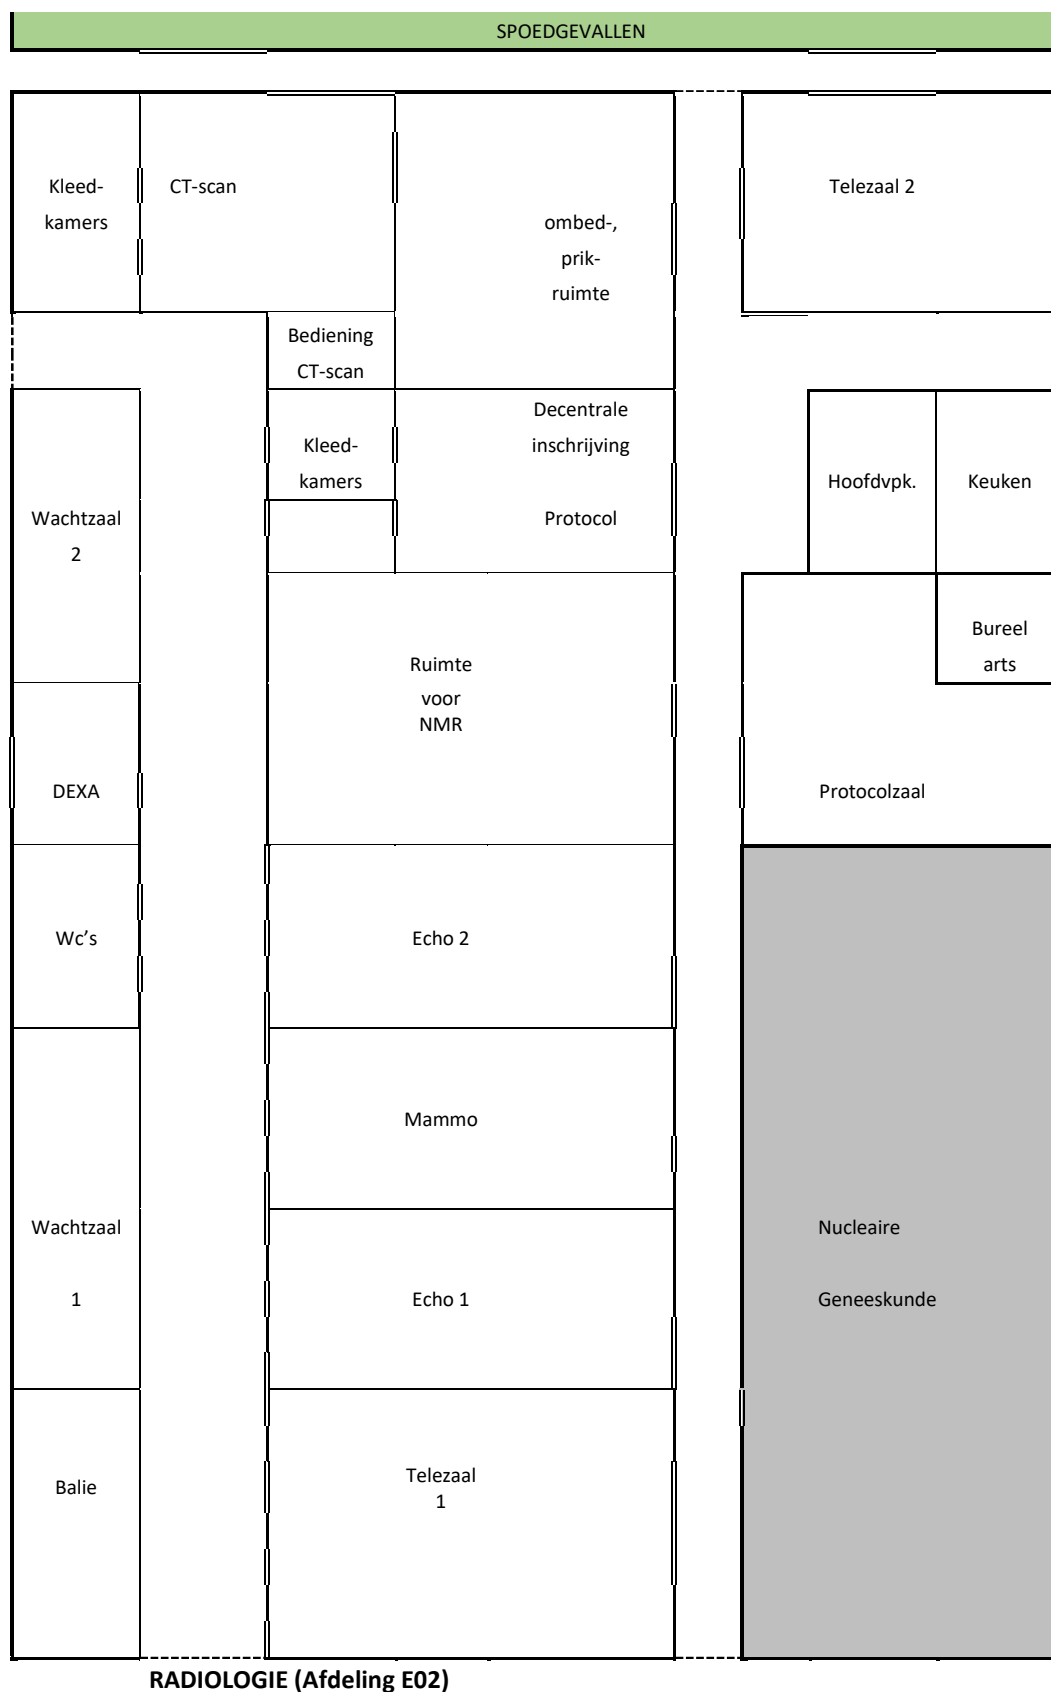 SPOEDGEVALLEN
Kleed-
kamers
CT-scan
ombed-,
prik-
ruimte
Telezaal 2
Bediening
CT-scan
Wachtzaal
2
Kleed-
kamers
Decentrale
inschrijving
Protocol
Hoofdvpk.
Keuken
Bureel
arts
Ruimte
voor
NMR
DEXA
Protocolzaal
Wc’s
Echo 2
Mammo
Wachtzaal
1
Echo 1
Nucleaire
Geneeskunde
Balie
Telezaal
1
RADIOLOGIE (Afdeling E02)